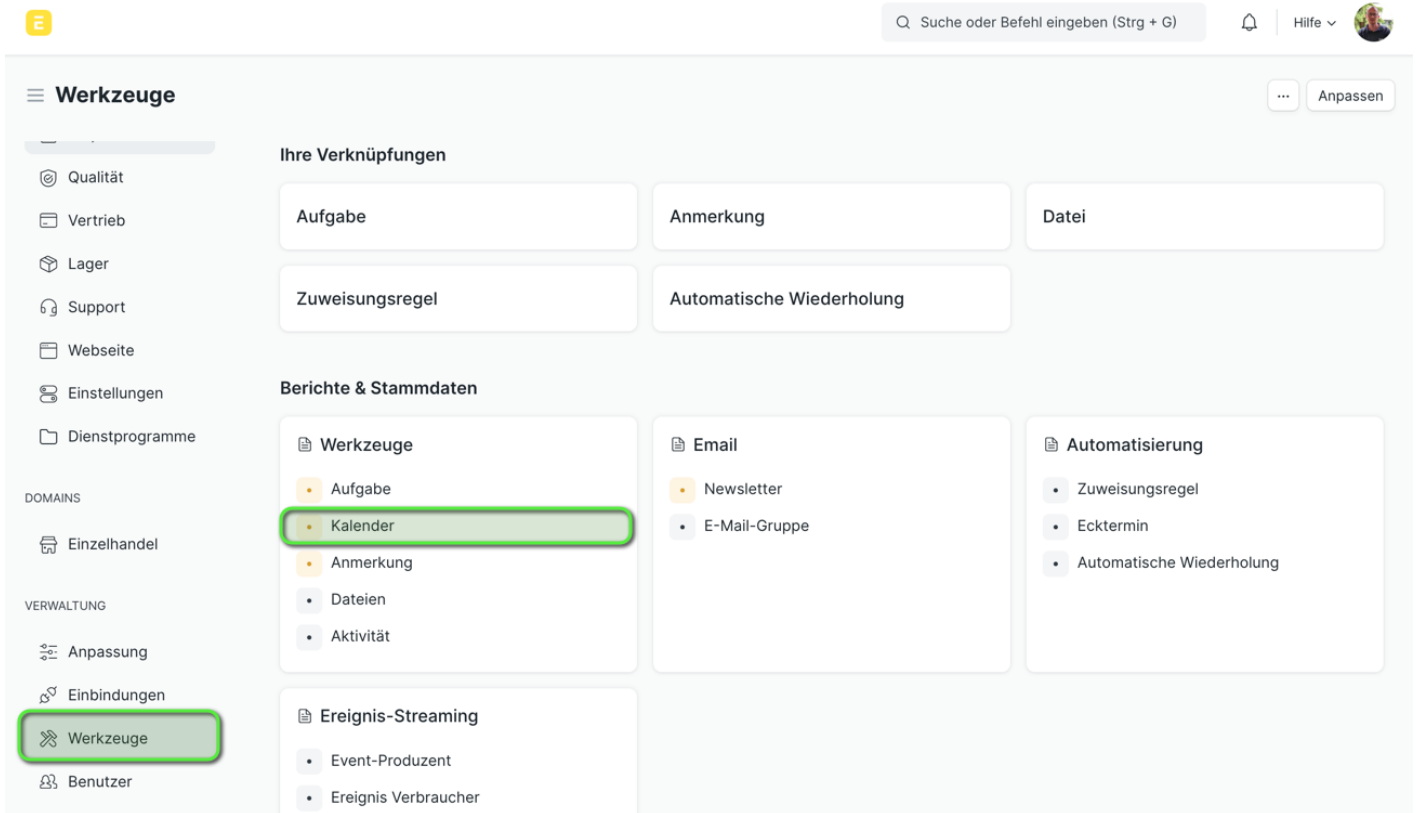 E
Suche oder Befehl eingeben (Strg + G)
Hilfe
Werkzeuge
...
Anpassen
Qualität
Vertrieb
Lager
Support
Webseite
Einstellungen
Dienstprogramme
DOMAINS
Einzelhandel
VERWALTUNG
Anpassung
Einbindungen
Werkzeuge
Benutzer
Ihre Verknüpfungen
Aufgabe
Anmerkung
Datei
Zuweisungsregel
Automatische Wiederholung
Berichte & Stammdaten
Werkzeuge
Aufgabe
Kalender
Anmerkung
Dateien
Aktivität
Email
Newsletter
E-Mail-Gruppe
Automatisierung
Zuweisungsregel
Ecktermin
Automatische Wiederholung
Ereignis-Streaming
Event-Produzent
Ereignis Verbraucher